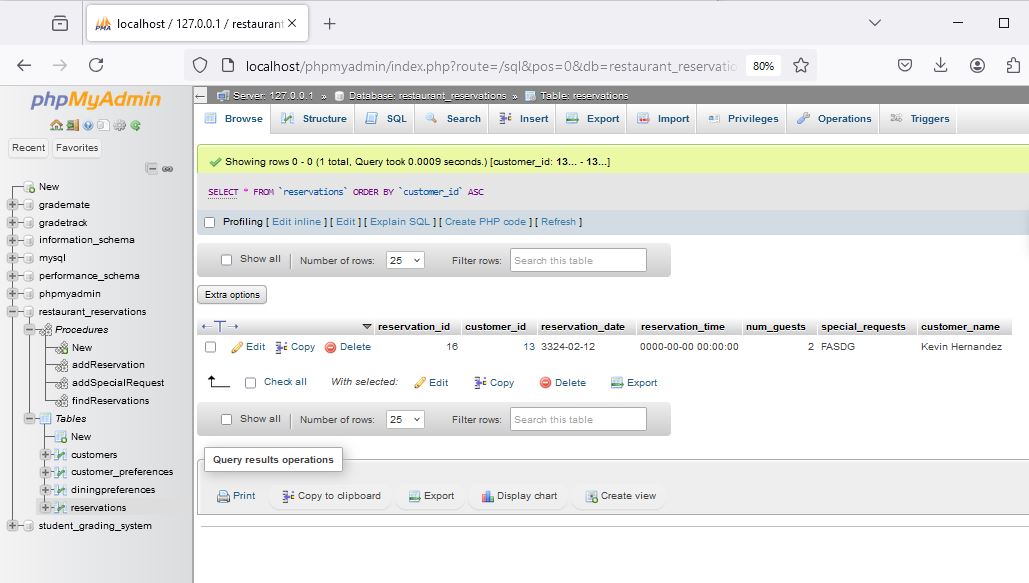 localhost / 127.0.0.1 / restaurant
localhost/phpmyadmin/index.php?route=/sql&pos=0&db=restaurant_reservatio
80%
phpMyAdmin
Recent Favorites
New
gradermate
gradetrack
information_schema
mysql
performance_schema
phpmyadmin
restaurant_reservations
Procedures
New
addReservation
addSpecialRequest
findReservations
Tables
New
customers
customer_preferences
diningpreferences
reservations
student_grading_system
Server: 127.0.0.1 » Database: restaurant_reservations » Table: reservations
Browse Structure SQL Search Insert Export Import Privileges Operations Triggers
Showing rows 0 - 0 (1 total, Query took 0.0009 seconds.) [customer_id: 13... - 13...]
SELECT * FROM `reservations` ORDER BY `customer_id` ASC
Profiling [ Edit inline ] [ Edit ] [ Explain SQL ] [ Create PHP code ] [ Refresh ]
Show all Number of rows: 25 Filter rows: Search this table
Extra options
reservation_id customer_id reservation_date reservation_time num_guests special_requests customer_name
Edit Copy Delete 16 13 3324-02-12 0000-00-00 00:00:00 2 FASDG Kevin Hernandez
Check all With selected: Edit Copy Delete Export
Show all Number of rows: 25 Filter rows: Search this table
Query results operations
Print Copy to clipboard Export Display chart Create view